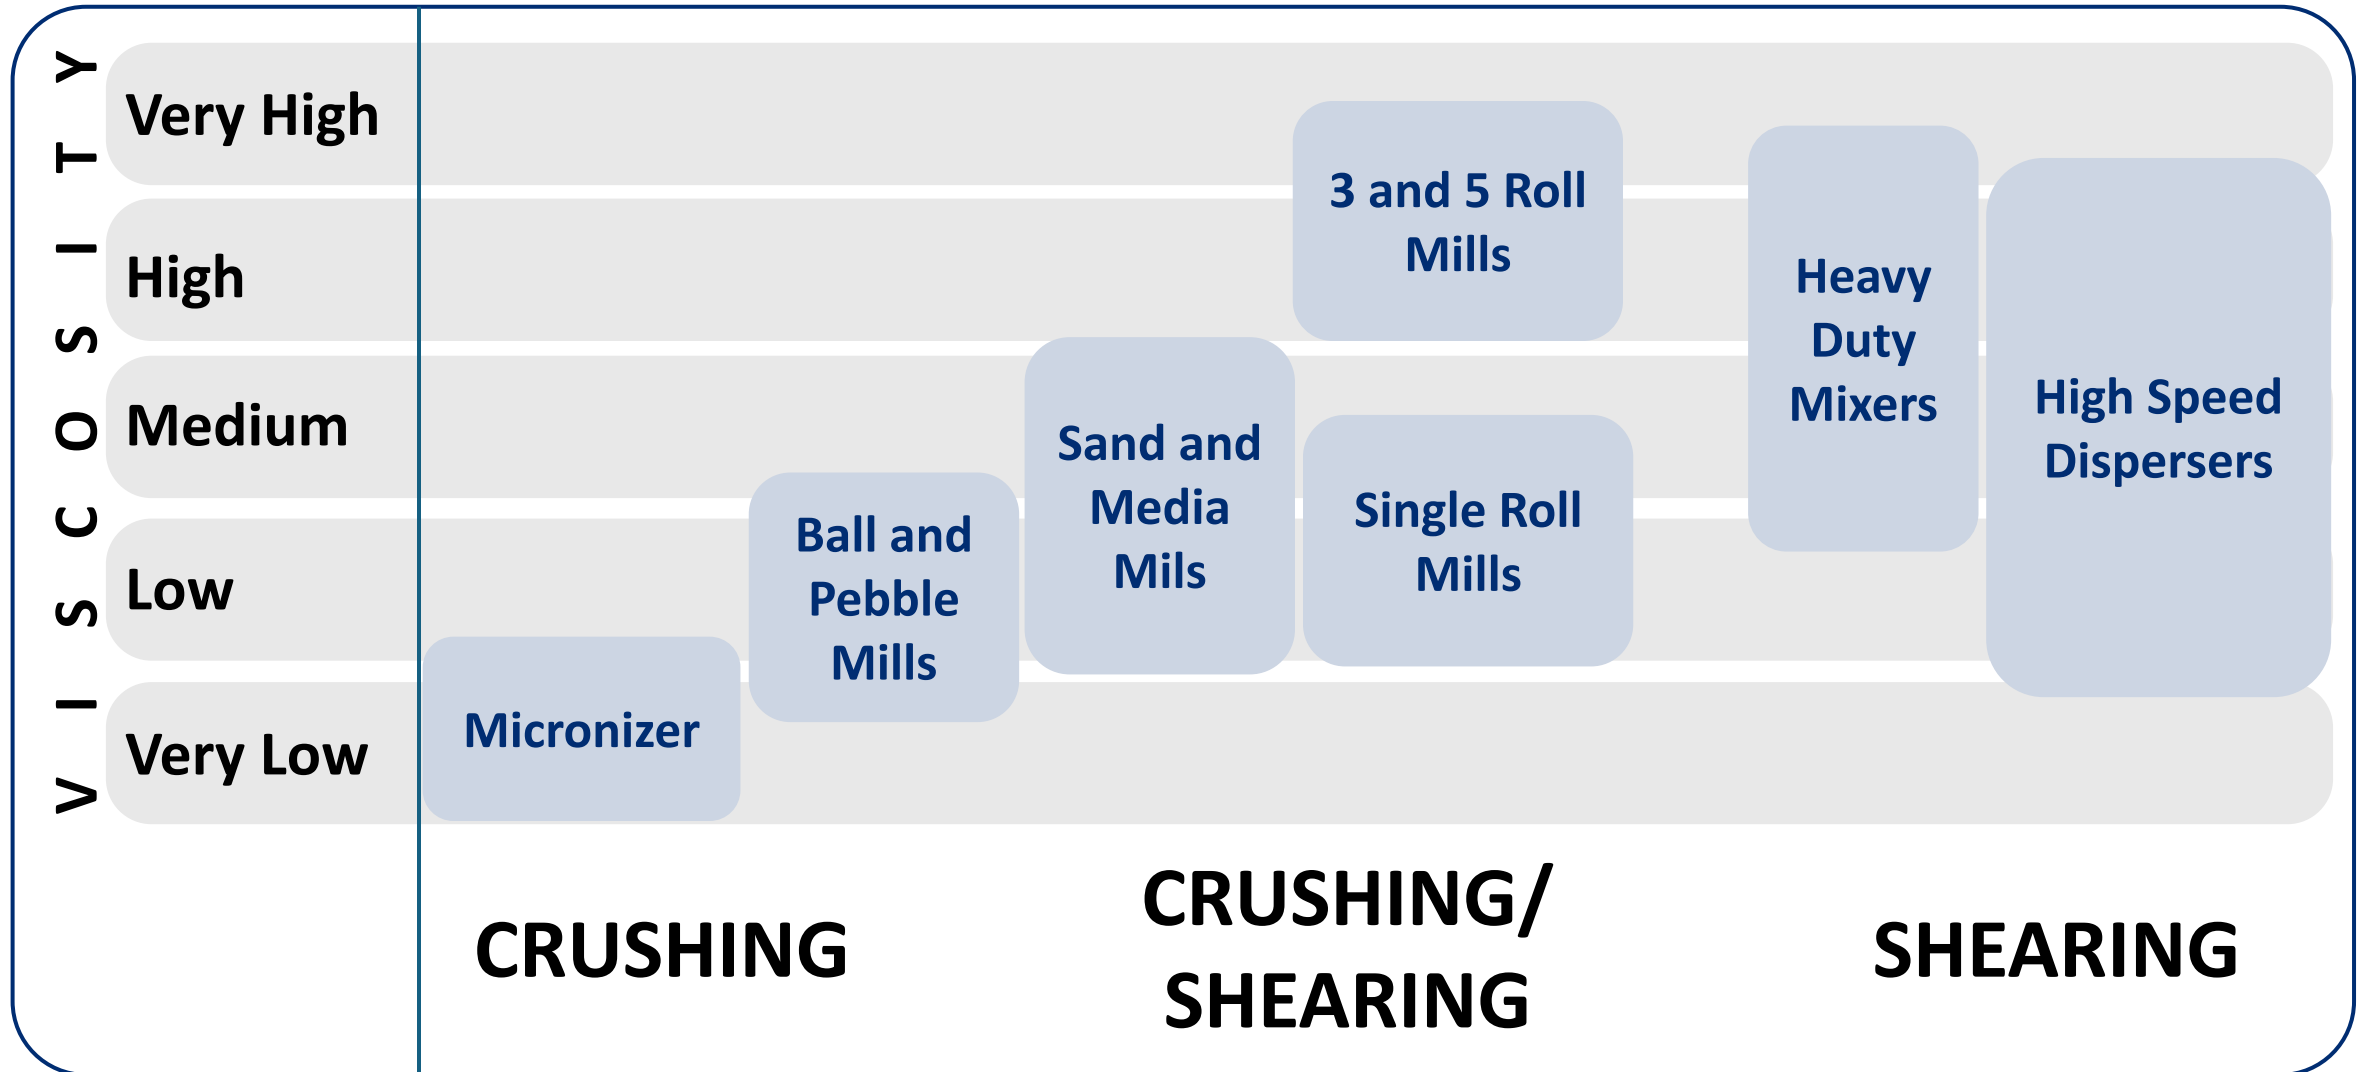 VISCOSITY
Very High
High
Medium
Low
Very Low
Micronizer
Ball and
Pebble
Mills
Sand and
Media
Mils
3 and 5 Roll
Mills
Single Roll
Mills
Heavy
Duty
Mixers
High Speed
Dispersers
CRUSHING
CRUSHING/
SHEARING
SHEARING